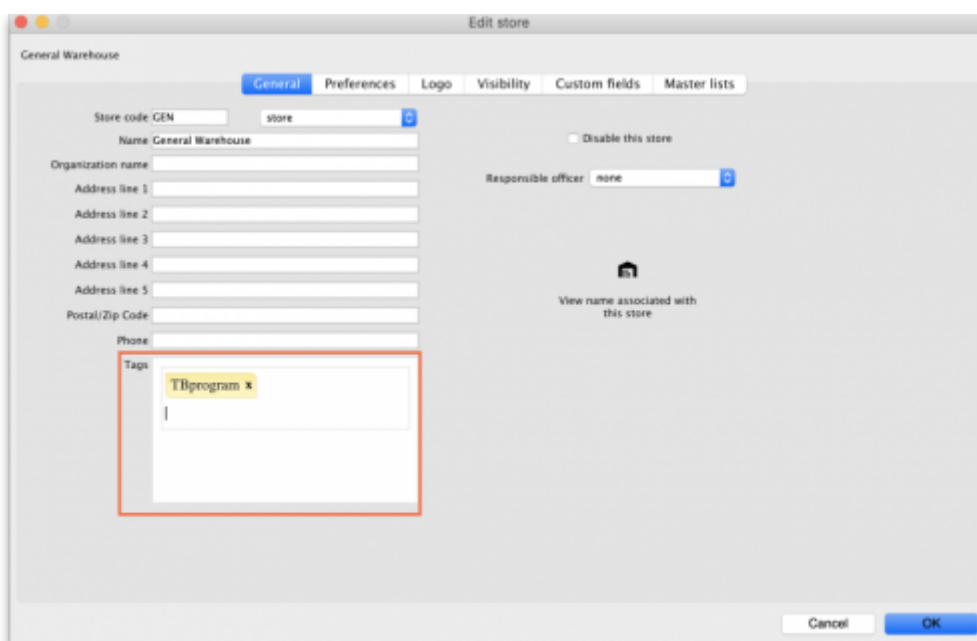 Edit store
General Warehouse
General Preferences Logo Visibility Custom fields Master lists
Store code GEN store
Name General Warehouse
Disable this store
Organization name
Responsible officer none
Address line 1
Address line 2
Address line 3
Address line 4
Address line 5
View name associated with
this store
Postal/Zip Code
Phone
Tags
TBprogram x
Cancel OK